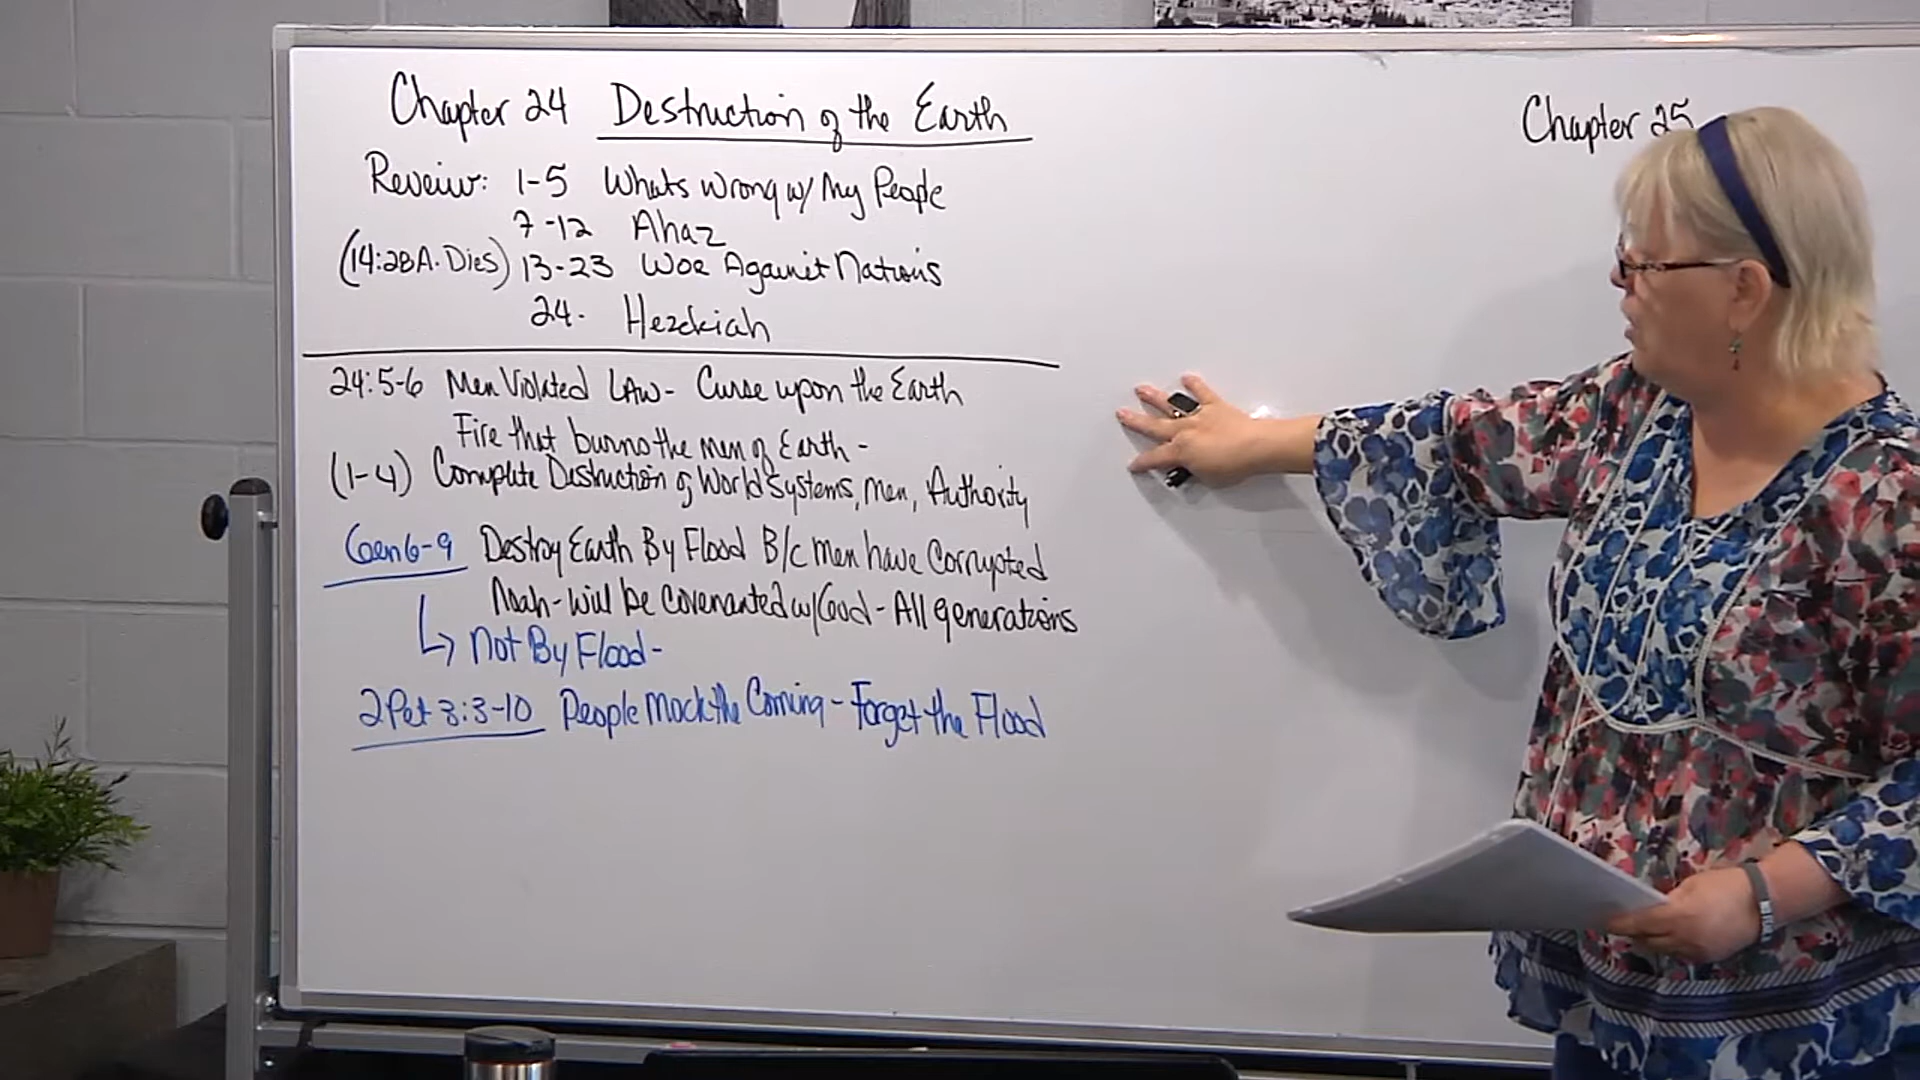 Chapter 24 Destruction of the Earth
Reveiw: 1-5 Whats Wrong w/ My People
7-12 Ahaz
(14:28 A. Dies) 13-23 Woe Against Nations
24. Hezekiah
24:5-6 Men Violated LAW - Curse upon the Earth
Fire that burns the men of Earth -
(1-4) Complete Destruction of World Systems, Men, Authority
Gen 6-9 Destroy Earth By Flood B/c men have Corrupted
Noah - will be covenanted w/ God - All generations
↳ Not By Flood -
2 Pet 3:3-10 People Mock the Coming - Forget the Flood
Chapter 25